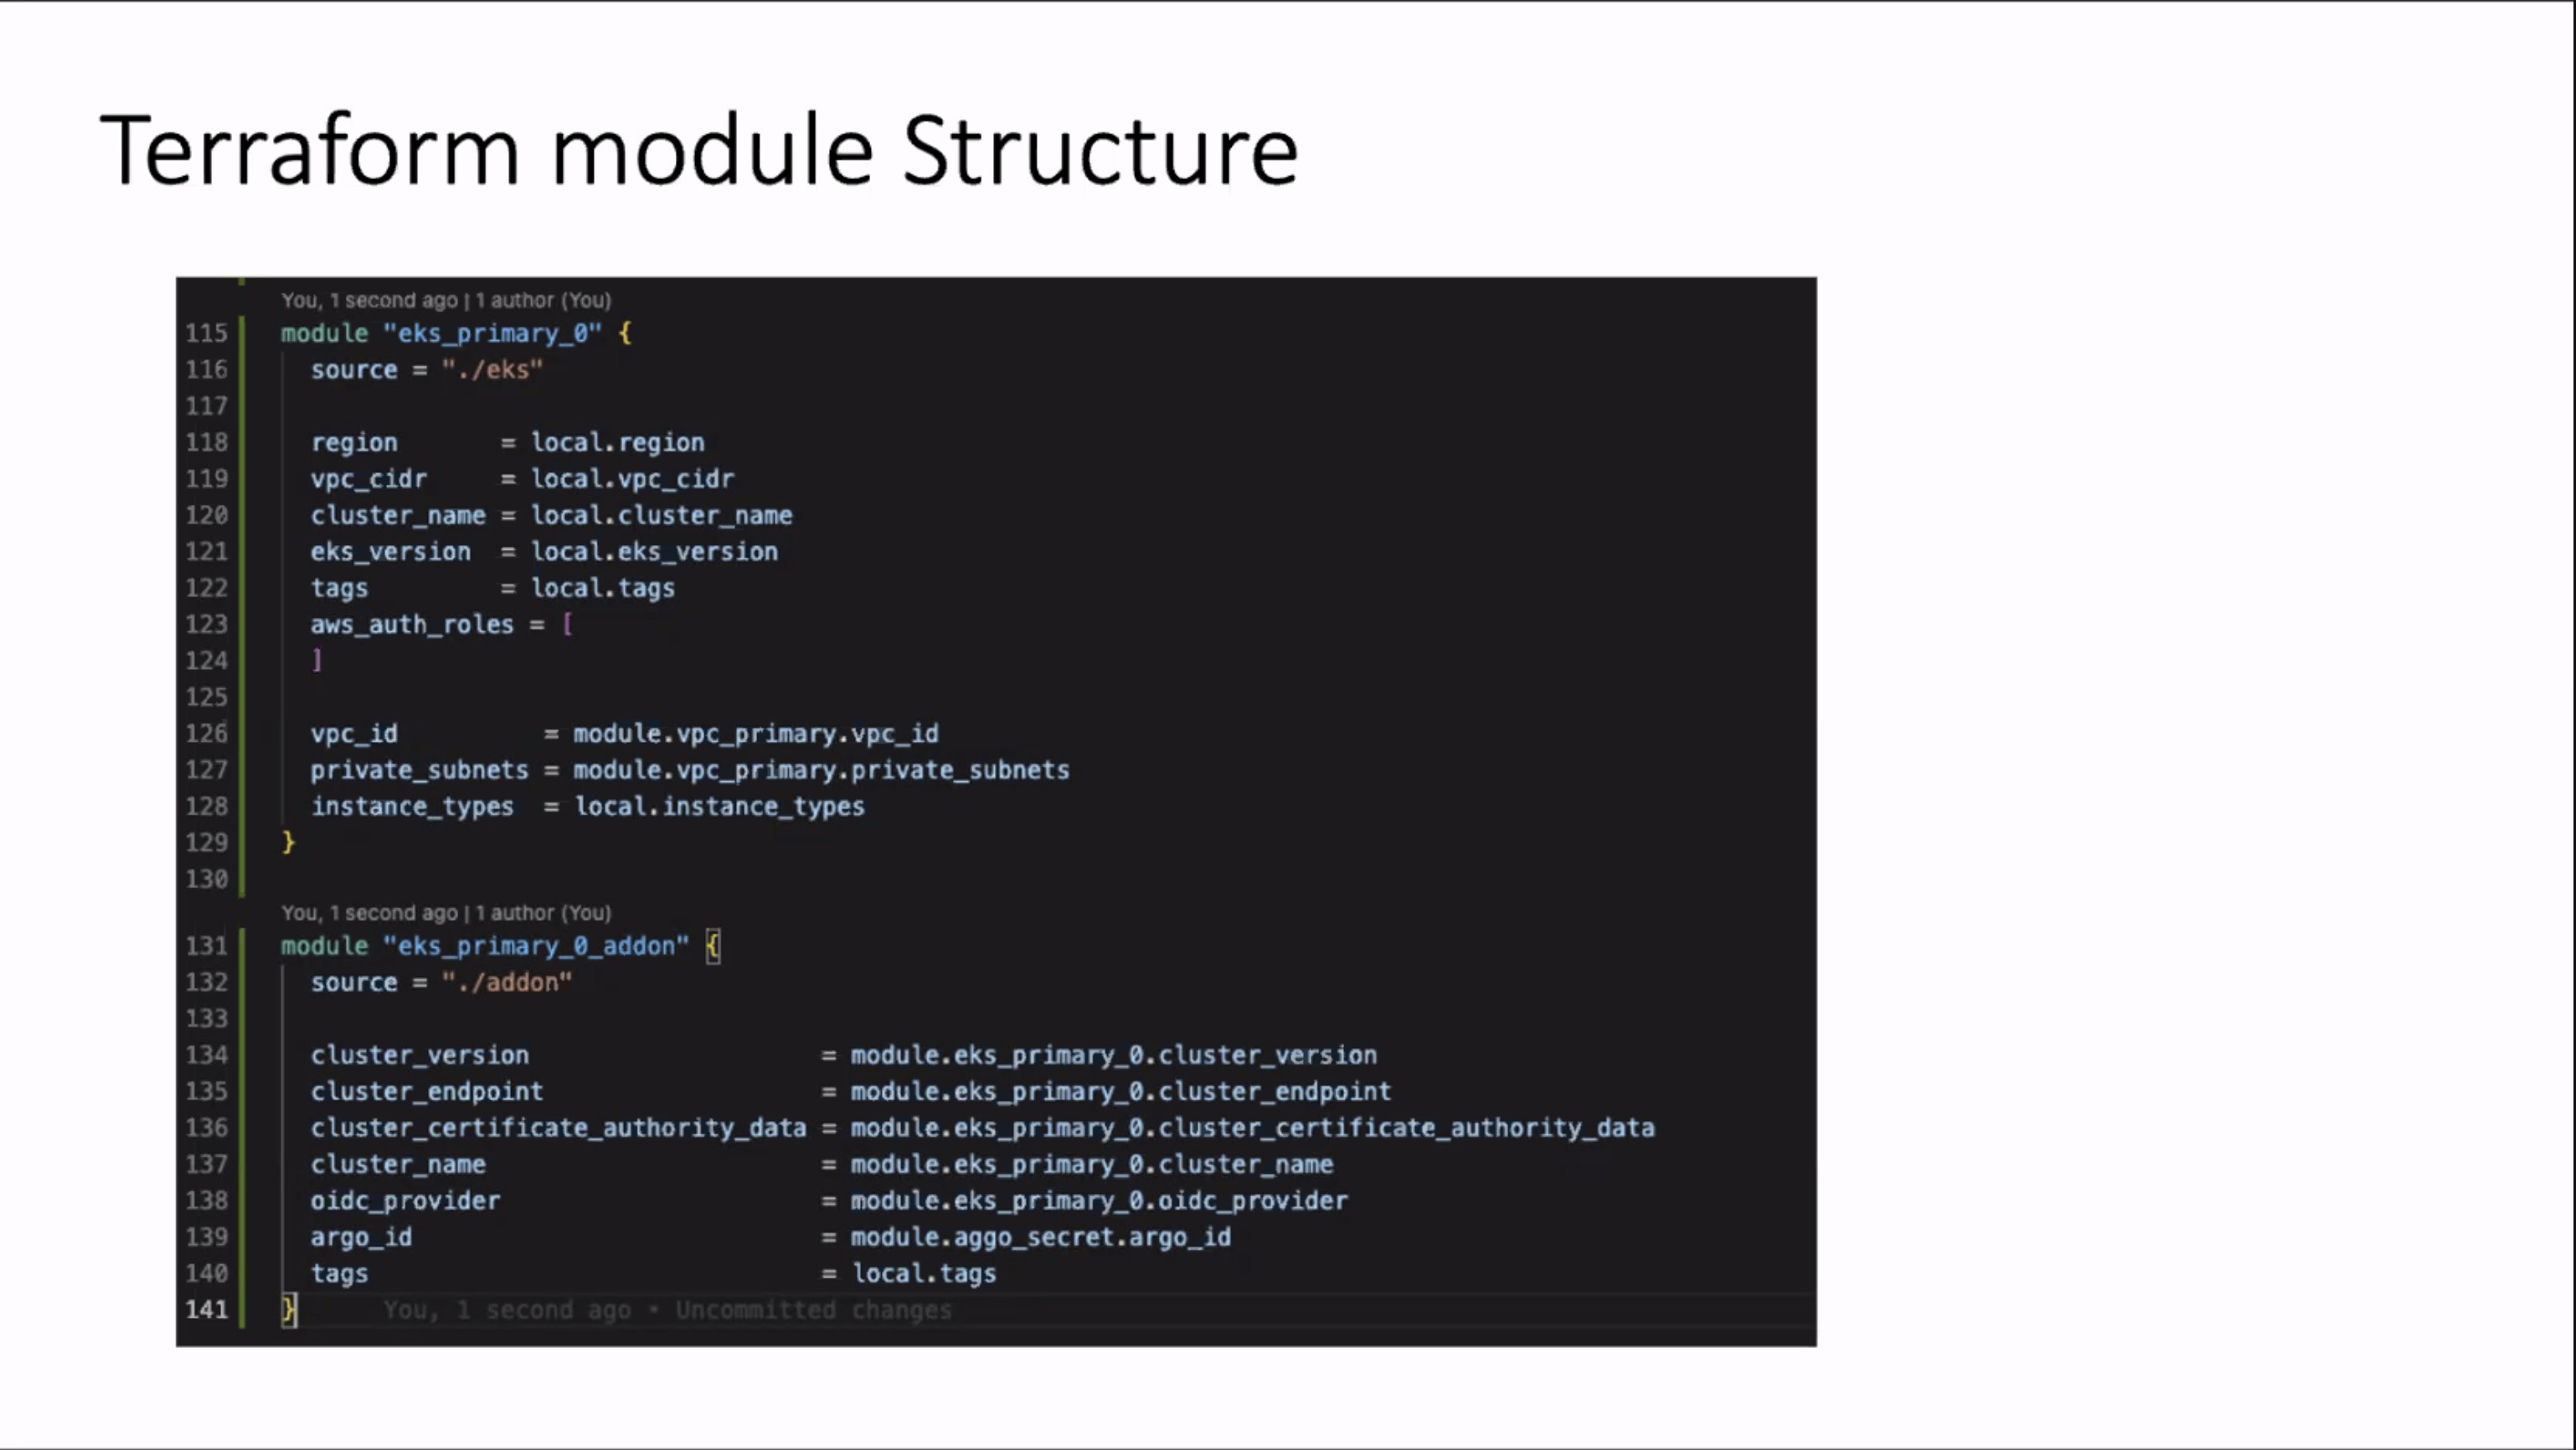 Terraform module Structure
You, 1 second ago | 1 author (You)
115 module "eks_primary_0" {
116 source = "./eks"
117
118 region = local.region
119 vpc_cidr = local.vpc_cidr
120 cluster_name = local.cluster_name
121 eks_version = local.eks_version
122 tags = local.tags
123 aws_auth_roles = [
124 ]
125
126 vpc_id = module.vpc_primary.vpc_id
127 private_subnets = module.vpc_primary.private_subnets
128 instance_types = local.instance_types
129 }
130
You, 1 second ago | 1 author (You)
131 module "eks_primary_0_addon" {
132 source = "./addon"
133
134 cluster_version = module.eks_primary_0.cluster_version
135 cluster_endpoint = module.eks_primary_0.cluster_endpoint
136 cluster_certificate_authority_data = module.eks_primary_0.cluster_certificate_authority_data
137 cluster_name = module.eks_primary_0.cluster_name
138 oidc_provider = module.eks_primary_0.oidc_provider
139 argo_id = module.aggo_secret.argo_id
140 tags = local.tags
141 } You, 1 second ago • Uncommitted changes